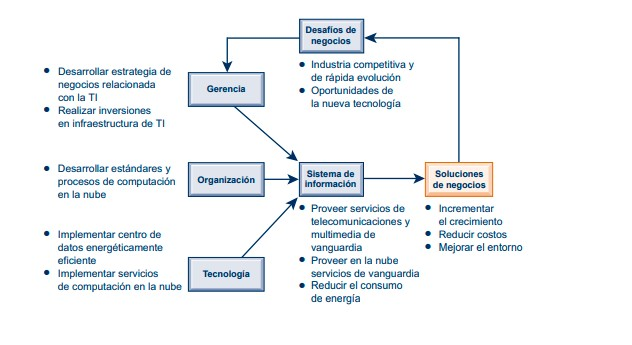 Desafíos de
negocios
• Industria competitiva y
de rápida evolución
• Oportunidades de
la nueva tecnología
• Desarrollar estrategia de
negocios relacionada
con la TI
• Realizar inversiones
en infraestructura de TI
Gerencia
• Desarrollar estándares y
procesos de computación
en la nube
Organización
Sistema de
información
Soluciones
de negocios
• Proveer servicios de
telecomunicaciones y
multimedia de
vanguardia
• Proveer en la nube
servicios de vanguardia
• Reducir el consumo
de energía
• Incrementar
el crecimiento
• Reducir costos
• Mejorar el entorno
• Implementar centro de
datos energéticamente
eficiente
• Implementar servicios
de computación en la nube
Tecnología